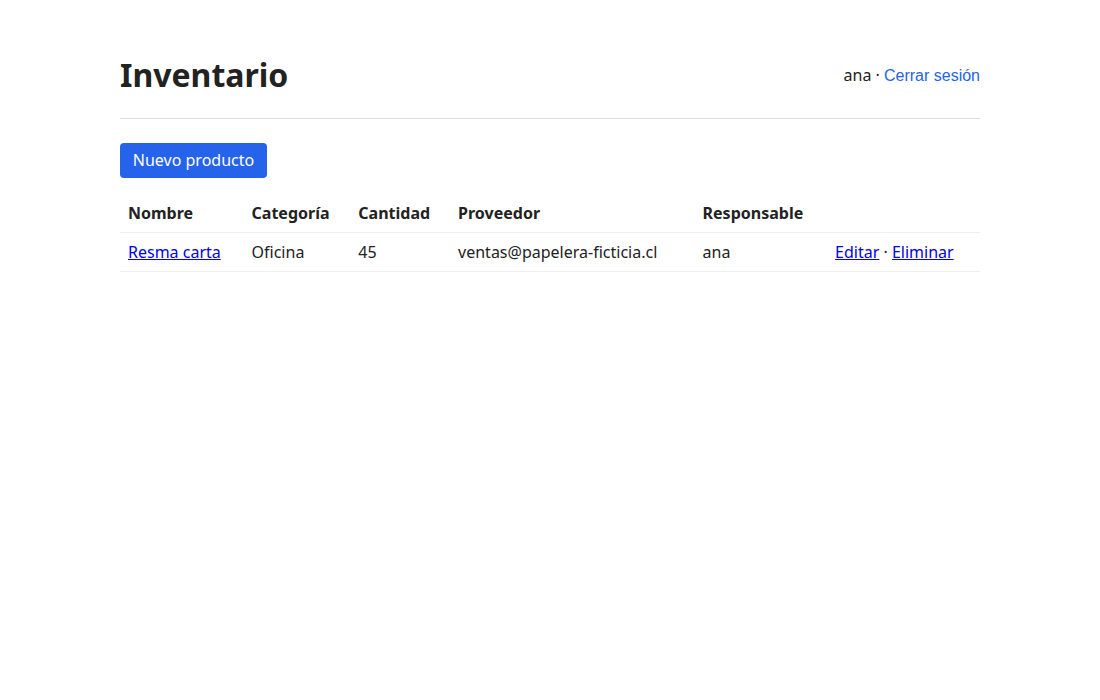 Inventario
ana · Cerrar sesión
Nuevo producto
Nombre Categoría Cantidad Proveedor Responsable
Resma carta Oficina 45 ventas@papelera-ficticia.cl ana Editar · Eliminar